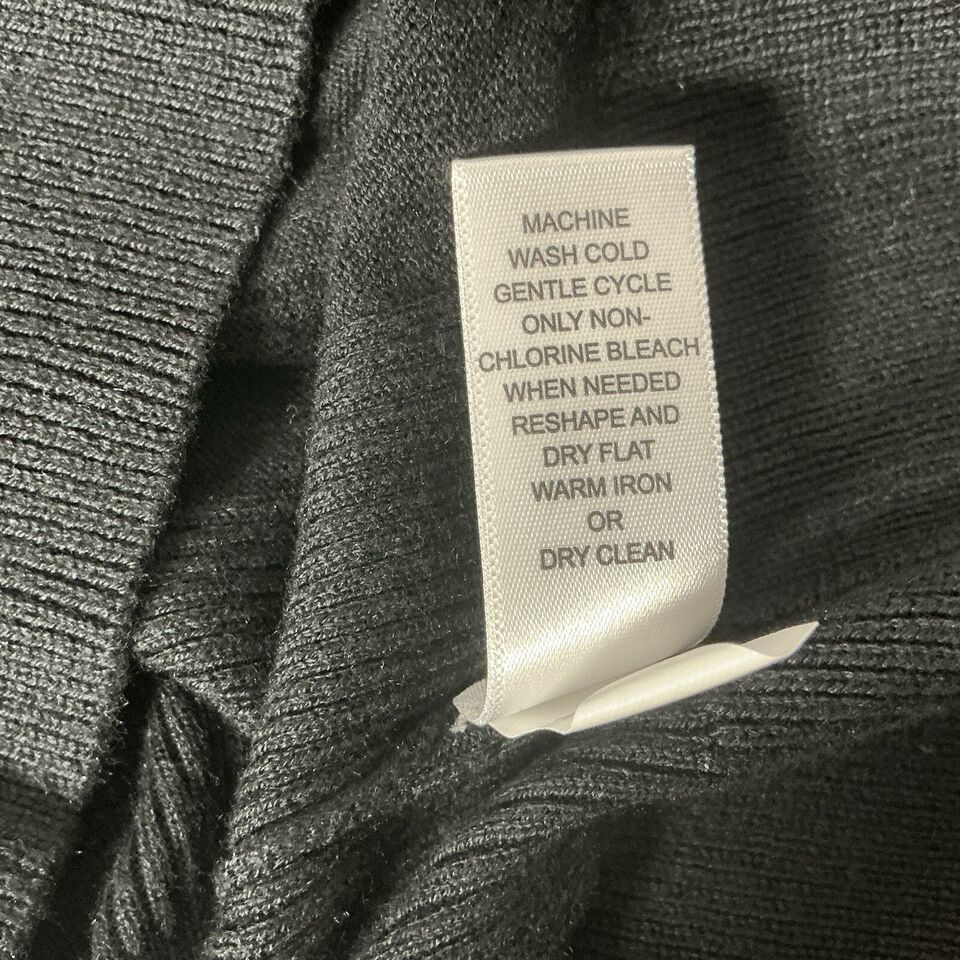 MACHINE
WASH COLD
GENTLE CYCLE
ONLY NON-
CHLORINE BLEACH
WHEN NEEDED
RESHAPE AND
DRY FLAT
WARM IRON
OR
DRY CLEAN